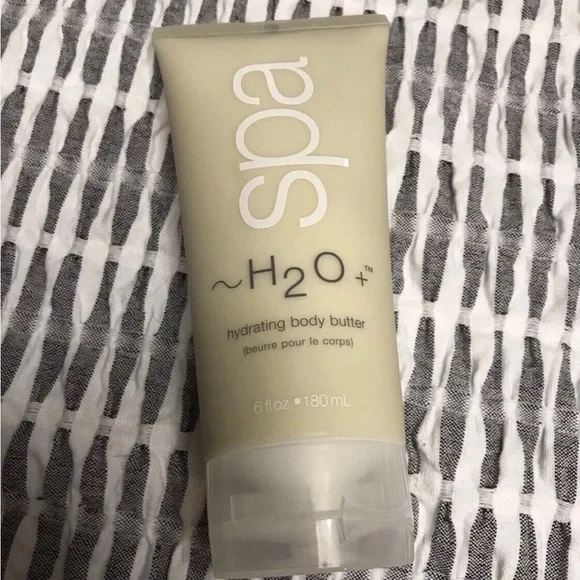 spa
~H2O+™
hydrating body butter
(beurre pour le corps)
6 fl oz • 180 mL